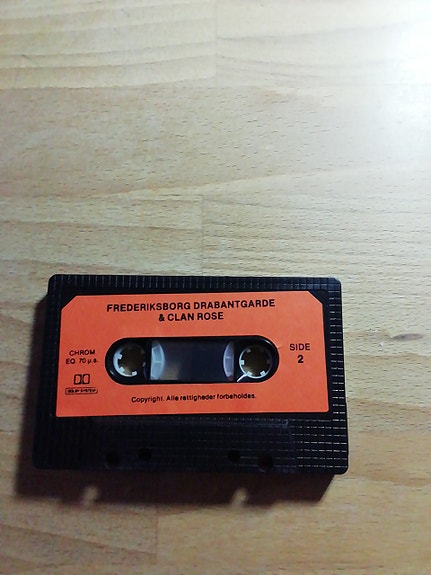 FREDERIKSBORG DRABANTGARDE
& CLAN ROSE
CHROM
EQ. 70 µ.s.
SIDE
2
Copyright. Alle rettigheder forbeholdes.